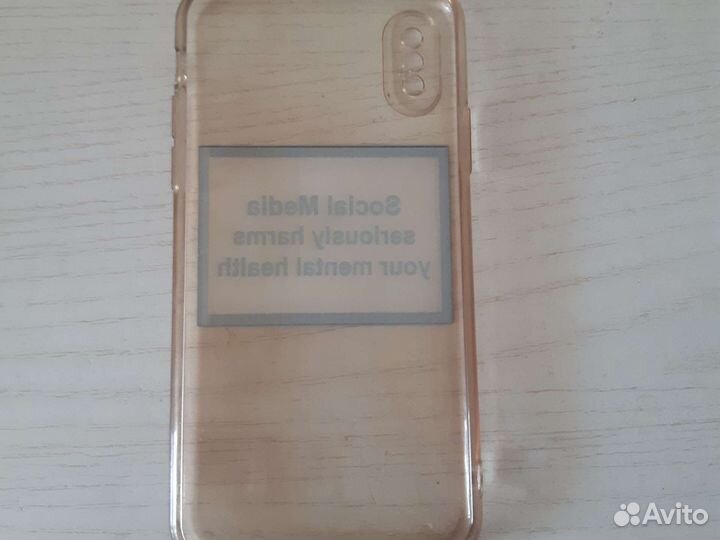 Social Media
seriously harms
your mental health
Avito